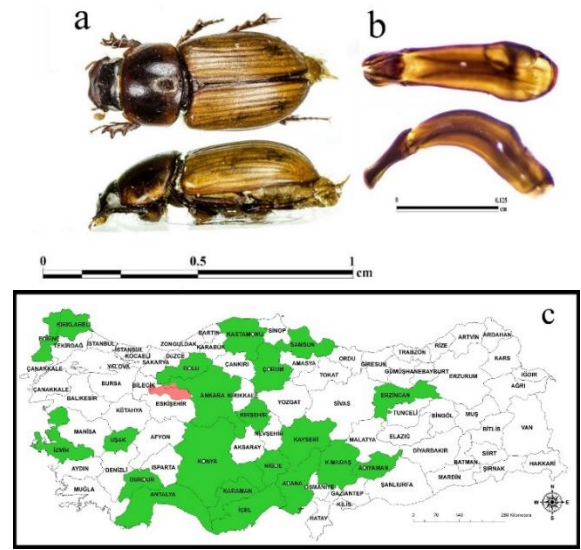 a
b
0 0.5 1
cm
0 0.125
cm
c
KIRKLARELİ
EDİRNE
TEKİRDAĞ
İSTANBUL
İSTANBUL
KOCAELİ
YALOVA
SAKARYA
DÜZCE
ZONGULDAK
BARTIN
KARABÜK
KASTAMONU
SİNOP
SAMSUN
ORDU
GİRESUN
TRABZON
RİZE
ARTVİN
ARDAHAN
KARS
IĞDIR
AĞRI
ÇANAKKALE
ÇANAKKALE
BALIKESİR
BURSA
BİLECİK
BOLU
ÇANKIRI
ÇORUM
AMASYA
TOKAT
GÜMÜŞHANE
BAYBURT
ERZURUM
ERZİNCAN
KÜTAHYA
ESKİŞEHİR
ANKARA
KIRIKKALE
YOZGAT
SİVAS
TUNCELİ
BİNGÖL
MUŞ
BİTLİS
VAN
MANİSA
İZMİR
UŞAK
AFYON
KIRŞEHİR
NEVŞEHİR
KAYSERİ
MALATYA
ELAZIĞ
DİYARBAKIR
BATMAN
SİİRT
ŞIRNAK
HAKKARİ
AYDIN
DENİZLİ
ISPARTA
BURDUR
KONYA
AKSARAY
NİĞDE
K.MARAŞ
ADIYAMAN
ŞANLIURFA
MARDİN
MUĞLA
ANTALYA
KARAMAN
İÇEL
ADANA
OSMANİYE
GAZİANTEP
KİLİS
HATAY